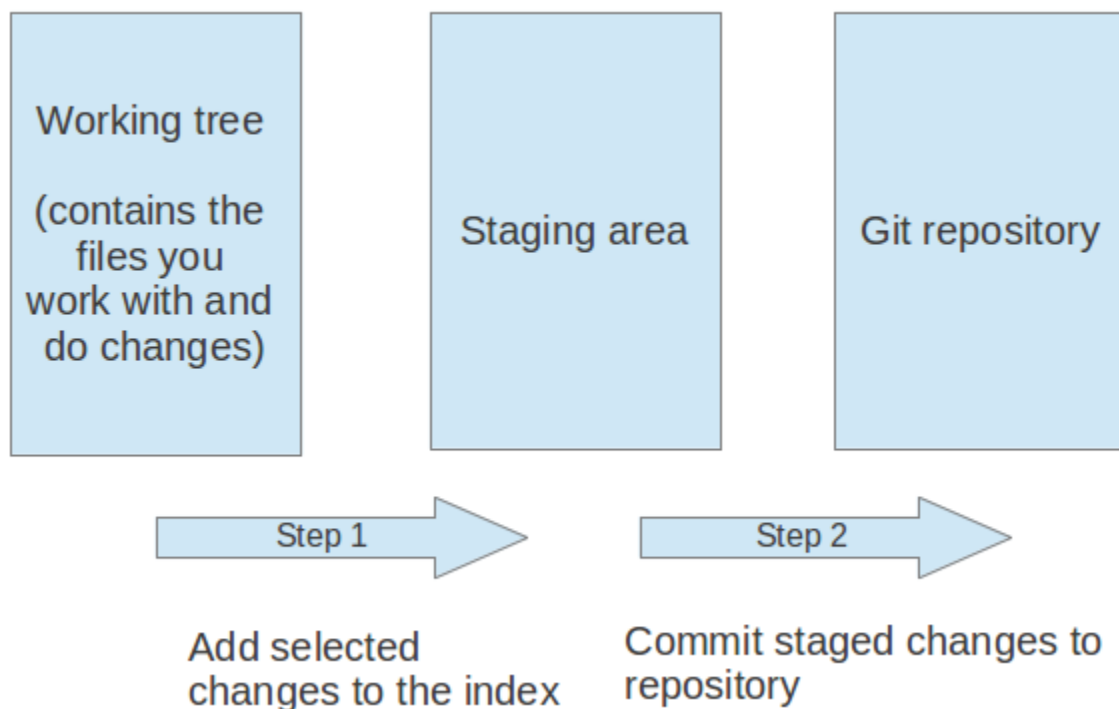 Working tree
(contains the
files you
work with and
do changes)
Staging area
Git repository
Step 1
Step 2
Add selected
changes to the index
Commit staged changes to
repository